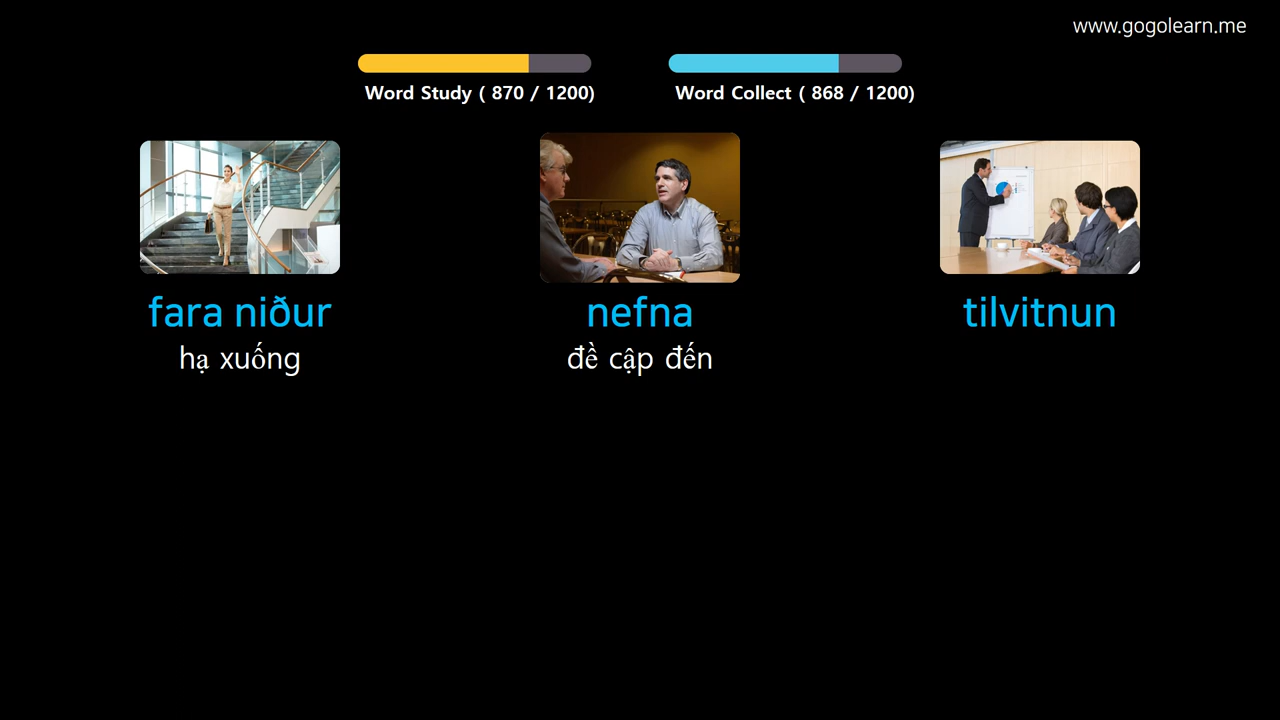 www.gogolearn.me
Word Study ( 870 / 1200)
Word Collect ( 868 / 1200)
fara niður
hạ xuống
nefna
đề cập đến
tilvitnun